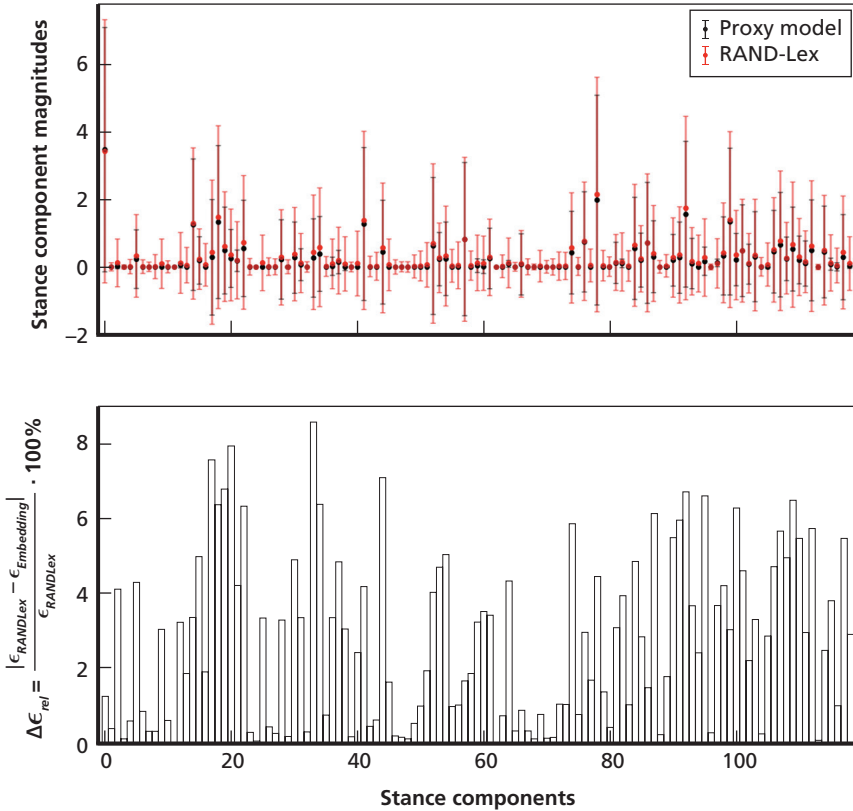 Proxy model
RAND-Lex
Stance component magnitudes
6
4
2
0
−2
Δϵrel = |ϵRANDLex − ϵEmbedding| / ϵRANDLex · 100%
8
6
4
2
0
0 20 40 60 80 100
Stance components